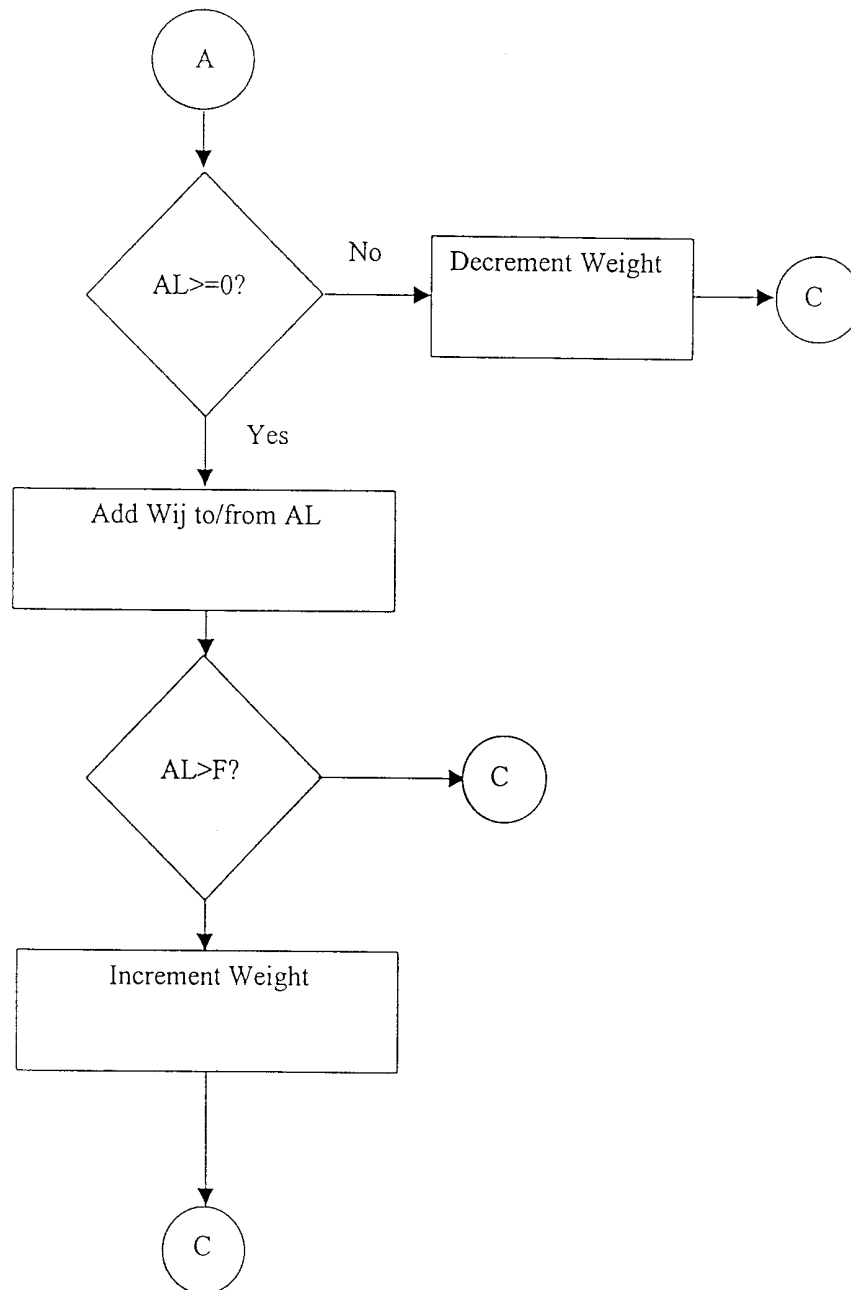 A
AL>=0?
No
Decrement Weight
C
Yes
Add Wij to/from AL
AL>F?
C
Increment Weight
C